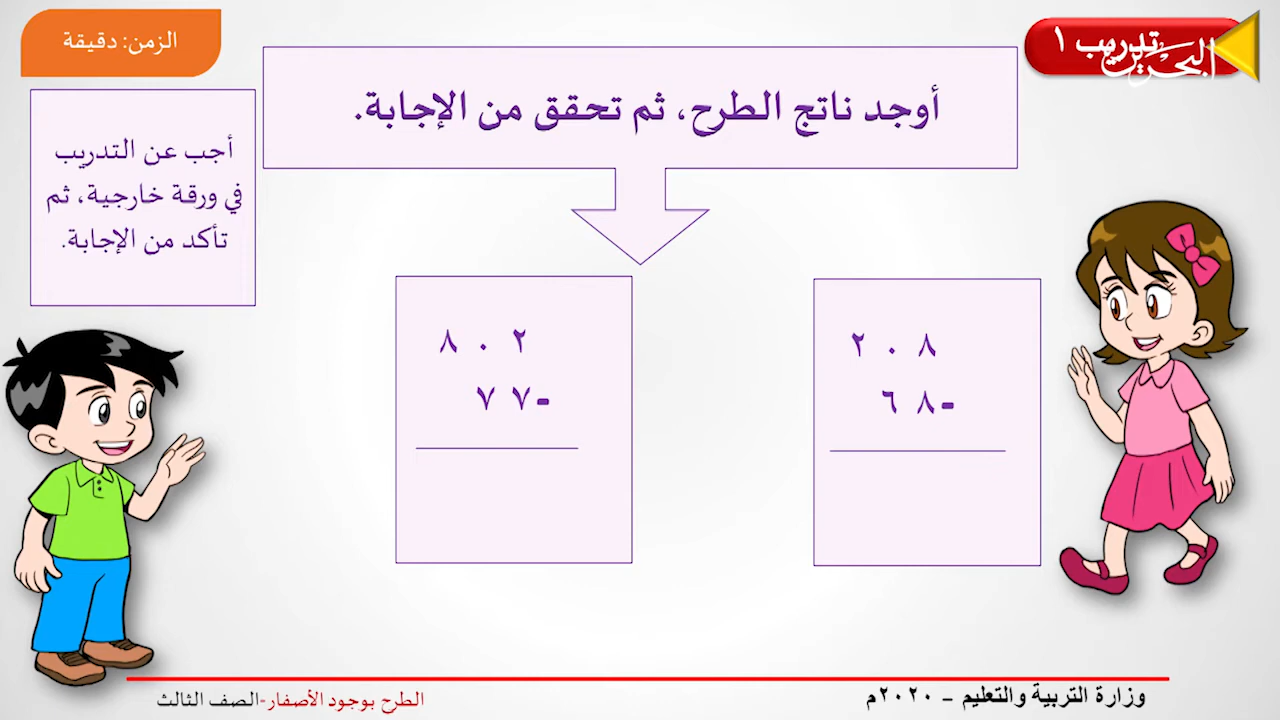 تدريب ١
البحرين
الزمن: دقيقة
أوجد ناتج الطرح، ثم تحقق من الإجابة.
أجب عن التدريب
في ورقة خارجية، ثم
تأكد من الإجابة.
٢ ٠ ٨
٦ ٨-
٨ ٠ ٢
٧ ٧-
وزارة التربية والتعليم – ٢٠٢٠م
الطرح بوجود الأصفار-الصف الثالث